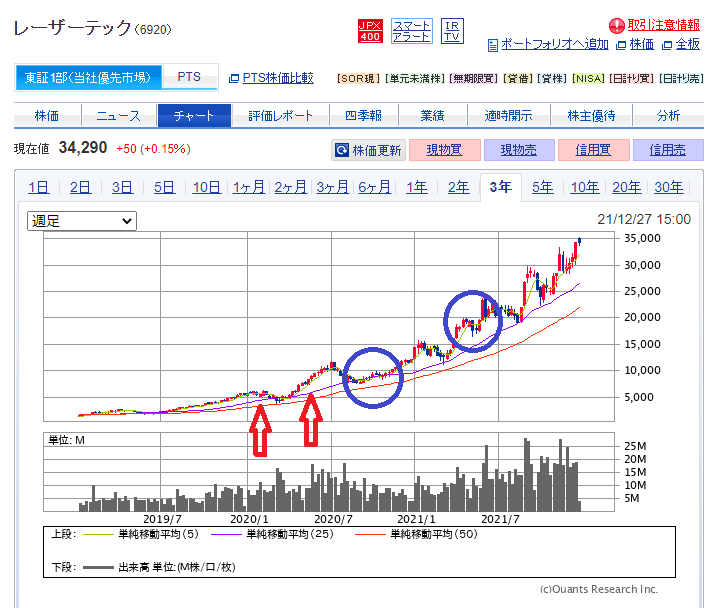 レーザーテック(6920)
JPX 400
スマート アラート
IR TV
取引注意情報
ポートフォリオへ追加 株価 全板
東証1部(当社優先市場) PTS PTS株価比較
[SOR現] [単元未満株] [無期限買] [貸借] [貸株] [NISA] [日計り買] [日計り売]
株価 ニュース チャート 評価レポート 四季報 業績 適時開示 株主優待 分析
現在値 34,290 +50 (+0.15%) 株価更新 現物買 現物売 信用買 信用売
1日 2日 3日 5日 10日 1ヶ月 2ヶ月 3ヶ月 6ヶ月 1年 2年 3年 5年 10年 20年 30年
週足
21/12/27 15:00
35,000
30,000
25,000
20,000
15,000
10,000
5,000
単位: M
25M
20M
15M
10M
5M
2019/7 2020/1 2020/7 2021/1 2021/7
上段: 単純移動平均(5) 単純移動平均(25) 単純移動平均(50)
下段: 出来高 単位:(M株/口/枚)
(c)Quants Research Inc.